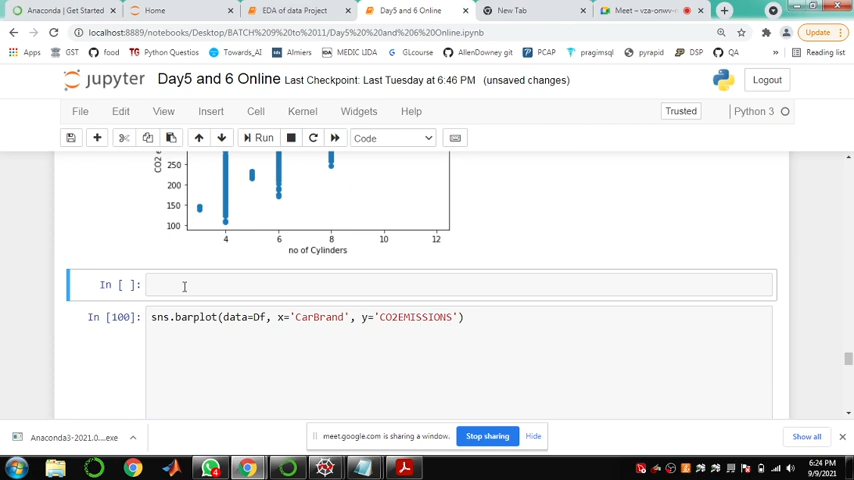 Anaconda | Get Started
Home
EDA of data Project
Day5 and 6 Online
New Tab
Meet – vza-onwv-
localhost:8889/notebooks/Desktop/BATCH%209%20to%2011/Day5%20%20and%206%20Online.ipynb
Update
Apps
GST
food
TG
Python Questions
Towards_AI
Almiers
MEDIC LIDA
GLcourse
AllenDowney git
PCAP
pragimsql
pyrapid
DSP
QA
»
Reading list
jupyter
Day5 and 6 Online Last Checkpoint: Last Tuesday at 6:46 PM (unsaved changes)
Logout
File Edit View Insert Cell Kernel Widgets Help
Trusted
Python 3
Run
Code
CO2 e
250
200
150
100
4 6 8 10 12
no of Cylinders
In [ ]:
In [100]: sns.barplot(data=Df, x='CarBrand', y='CO2EMISSIONS')
Anaconda3-2021.0....exe
meet.google.com is sharing a window.
Stop sharing
Hide
Show all
4
6:24 PM
9/9/2021